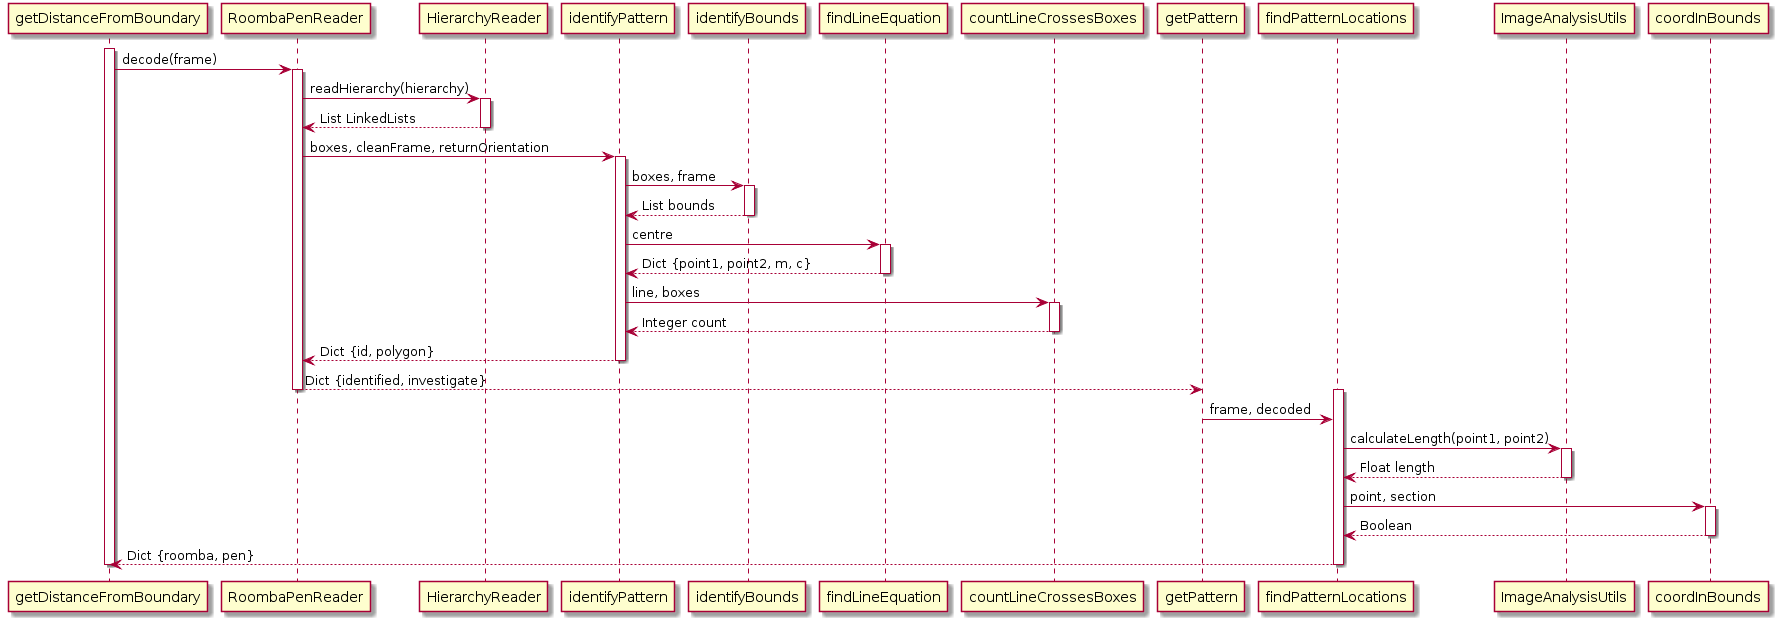 getDistanceFromBoundary RoombaPenReader HierarchyReader identifyPattern identifyBounds findLineEquation countLineCrossesBoxes getPattern findPatternLocations ImageAnalysisUtils coordInBounds
decode(frame)
readHierarchy(hierarchy)
List LinkedLists
boxes, cleanFrame, returnOrientation
boxes, frame
List bounds
centre
Dict {point1, point2, m, c}
line, boxes
Integer count
Dict {id, polygon}
Dict {identified, investigate}
frame, decoded
calculateLength(point1, point2)
Float length
point, section
Boolean
Dict {roomba, pen}
getDistanceFromBoundary RoombaPenReader HierarchyReader identifyPattern identifyBounds findLineEquation countLineCrossesBoxes getPattern findPatternLocations ImageAnalysisUtils coordInBounds